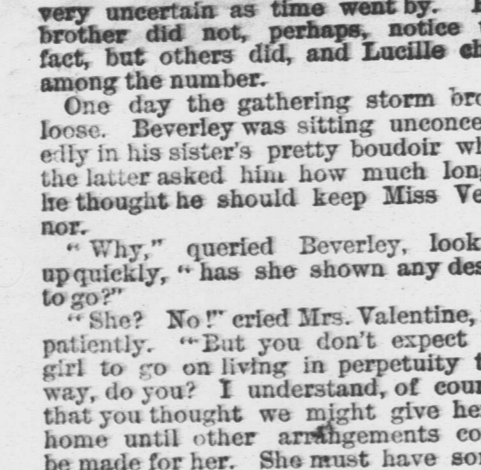 very uncertain as time went by.
brother did not, perhaps, notice
fact, but others did, and Lucille ch
among the number.
One day the gathering storm bro
loose. Beverley was sitting unconce
edly in his sister's pretty boudoir wh
the latter asked him how much long
he thought he should keep Miss Ve
nor.
"Why," queried Beverley, look
up quickly, "has she shown any des
to go?"
"She? No!" cried Mrs. Valentine,
patiently. "But you don't expect
girl to go on living in perpetuity t
way, do you? I understand, of cour
that you thought we might give he
home until other arrangements co
be made for her. She must have so